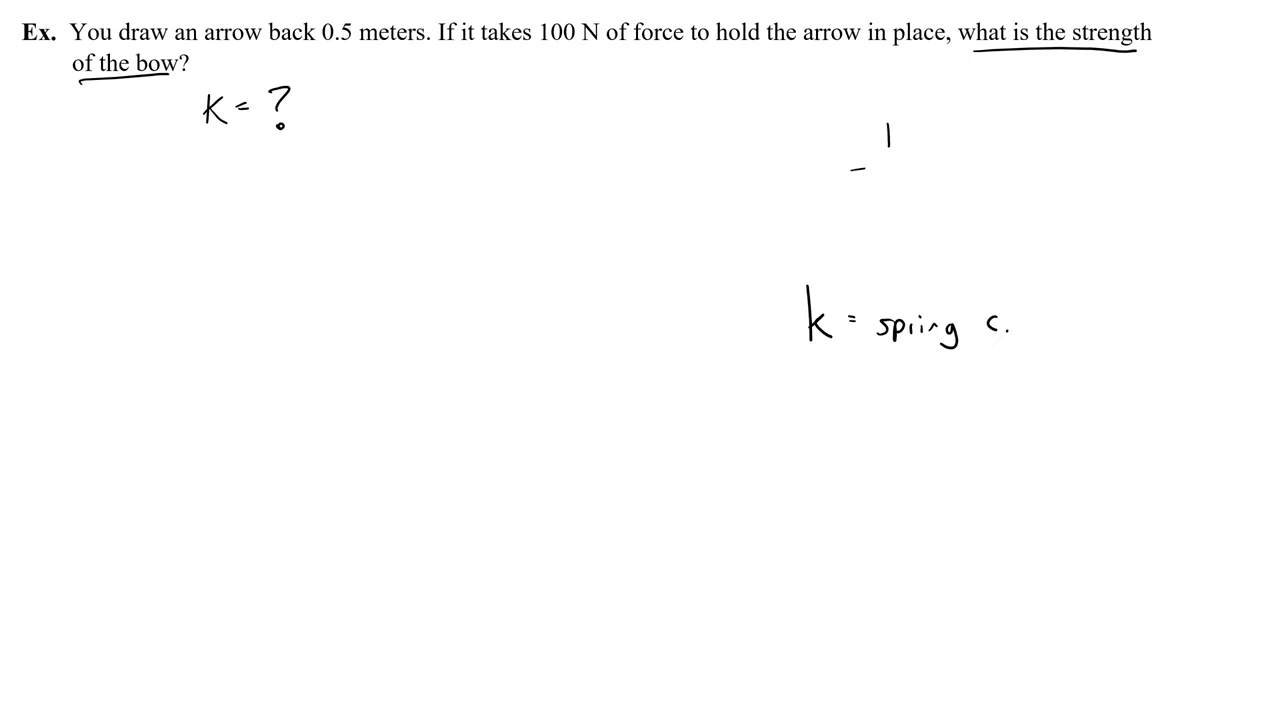 Ex. You draw an arrow back 0.5 meters. If it takes 100 N of force to hold the arrow in place, what is the strength
of the bow?
K = ?
k = spring c.